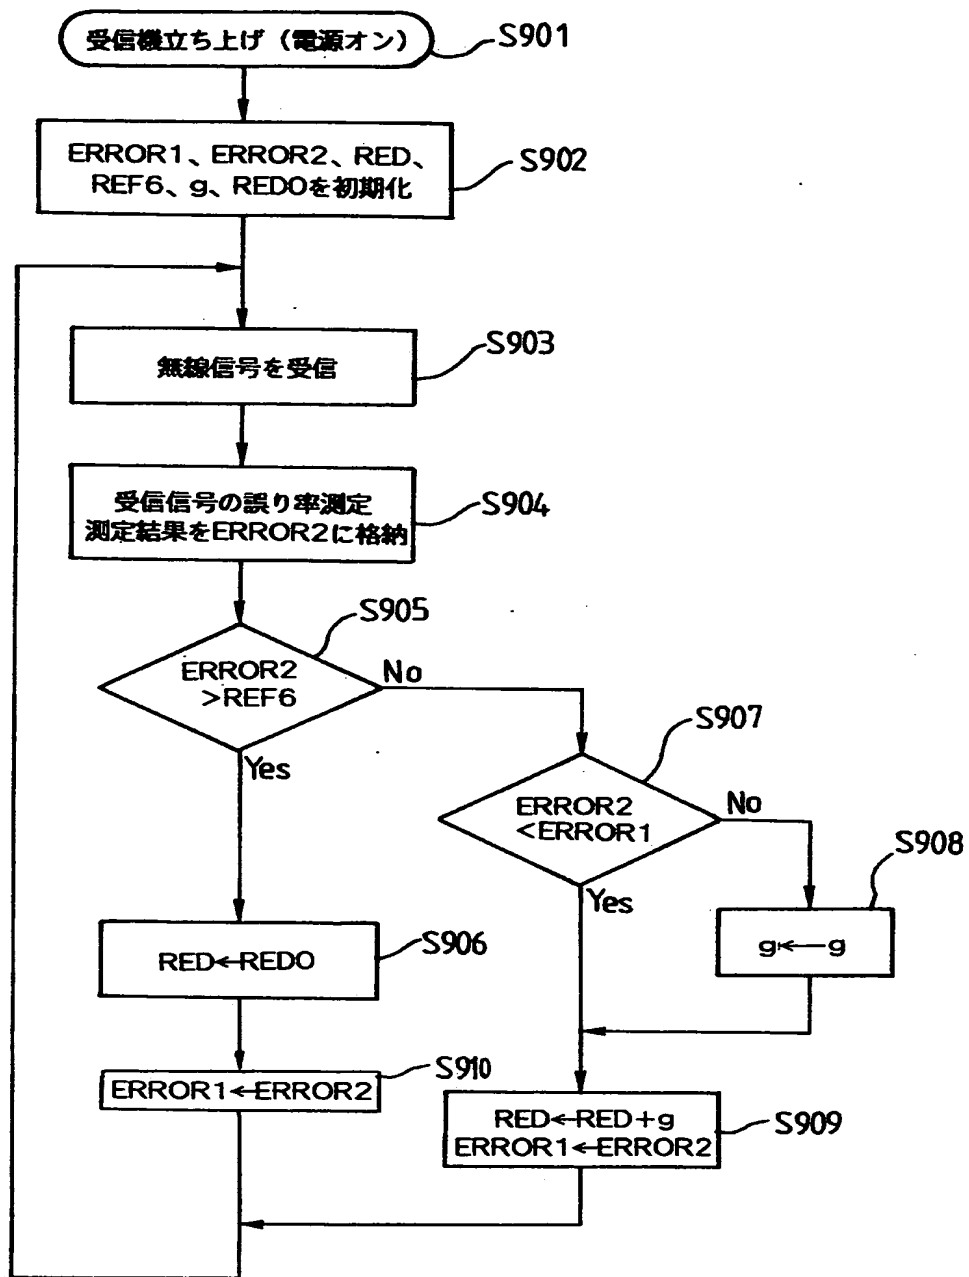 受信機立ち上げ（電源オン）
S901
ERROR1、ERROR2、RED、
REF6、g、RED0を初期化
S902
無線信号を受信
S903
受信信号の誤り率測定
測定結果をERROR2に格納
S904
S905
ERROR2
>REF6
No
Yes
S907
ERROR2
<ERROR1
No
Yes
S908
g←−g
RED←RED0
S906
ERROR1←ERROR2
S910
RED←RED+g
ERROR1←ERROR2
S909